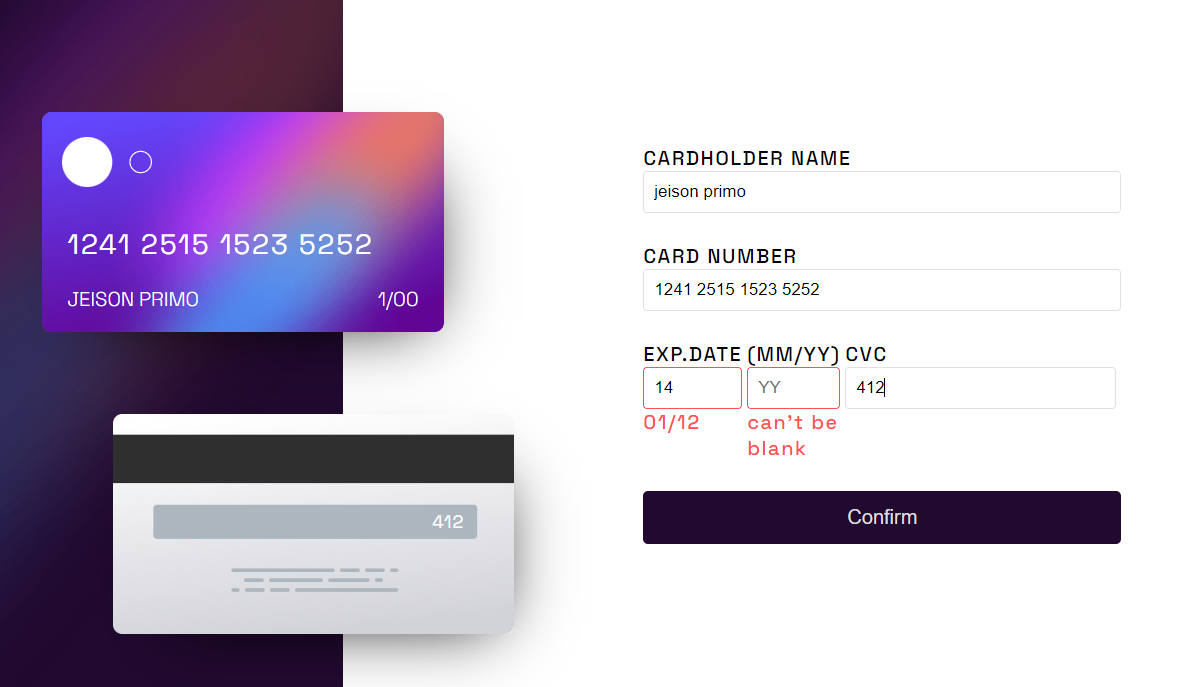 1241 2515 1523 5252
JEISON PRIMO 1/00
412
CARDHOLDER NAME
jeison primo
CARD NUMBER
1241 2515 1523 5252
EXP.DATE (MM/YY) CVC
14 YY 412
01/12 can't be
blank
Confirm